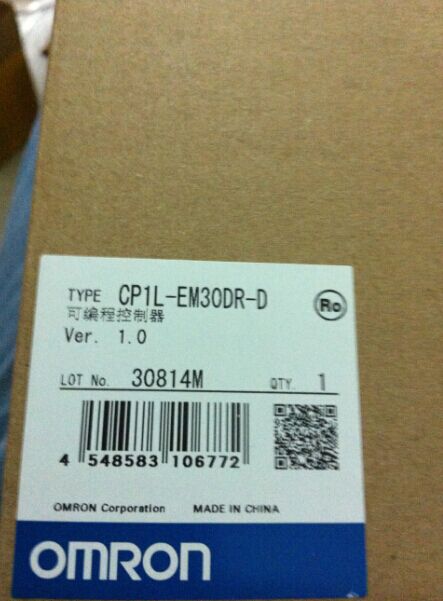 TYPE CP1L-EM30DR-D
Ro
可编程控制器
Ver. 1.0
LOT No. 30814M QTY. 1
4 548583 106772
OMRON Corporation MADE IN CHINA
OMRON